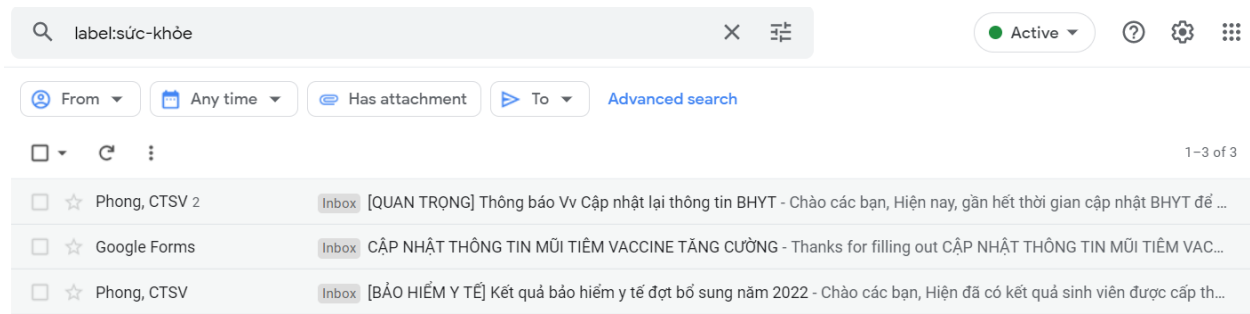 label:sức-khỏe Active
From Any time Has attachment To Advanced search
1–3 of 3
Phong, CTSV 2 Inbox [QUAN TRỌNG] Thông báo Vv Cập nhật lại thông tin BHYT - Chào các bạn, Hiện nay, gần hết thời gian cập nhật BHYT để ...
Google Forms Inbox CẬP NHẬT THÔNG TIN MŨI TIÊM VACCINE TĂNG CƯỜNG - Thanks for filling out CẬP NHẬT THÔNG TIN MŨI TIÊM VAC...
Phong, CTSV Inbox [BẢO HIỂM Y TẾ] Kết quả bảo hiểm y tế đợt bổ sung năm 2022 - Chào các bạn, Hiện đã có kết quả sinh viên được cấp th...